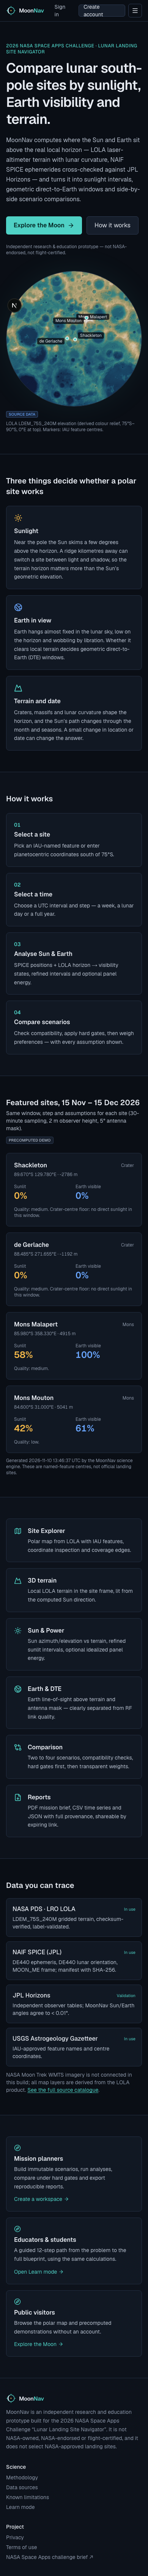 MoonNav
Sign in
Create account
2026 NASA SPACE APPS CHALLENGE · LUNAR LANDING SITE NAVIGATOR
Compare lunar south-
pole sites by sunlight,
Earth visibility and
terrain.
MoonNav computes when the Sun and Earth sit
above the real local horizon — LOLA laser-
altimeter terrain with lunar curvature, NAIF
SPICE ephemerides cross-checked against JPL
Horizons — and turns it into sunlight intervals,
geometric direct-to-Earth windows and side-by-
side scenario comparisons.
Explore the Moon →
How it works
Independent research & education prototype — not NASA-
endorsed, not flight-certified.
N
Mons Malapert
Mons Mouton
Shackleton
de Gerlache
SOURCE DATA
LOLA LDEM_75S_240M elevation (derived colour relief, 75°S–
90°S, 0°E at top). Markers: IAU feature centres.
Three things decide whether a polar
site works
Sunlight
Near the pole the Sun skims a few degrees
above the horizon. A ridge kilometres away can
switch a site between light and shadow, so the
terrain horizon matters more than the Sun's
geometric elevation.
Earth in view
Earth hangs almost fixed in the lunar sky, low on
the horizon and wobbling by libration. Whether it
clears local terrain decides geometric direct-to-
Earth (DTE) windows.
Terrain and date
Craters, massifs and lunar curvature shape the
horizon, and the Sun's path changes through the
month and seasons. A small change in location or
date can change the answer.
How it works
01
Select a site
Pick an IAU-named feature or enter
planetocentric coordinates south of 75°S.
02
Select a time
Choose a UTC interval and step — a week, a lunar
day or a full year.
03
Analyse Sun & Earth
SPICE positions + LOLA horizon → visibility
states, refined intervals and optional panel
energy.
04
Compare scenarios
Check compatibility, apply hard gates, then weigh
preferences — with every assumption shown.
Featured sites, 15 Nov – 15 Dec 2026
Same window, step and assumptions for each site (30-
minute sampling, 2 m observer height, 5° antenna
mask).
PRECOMPUTED DEMO
Shackleton
Crater
Sunlit
0%
Earth visible
0%
Quality: medium. Crater-centre floor: no direct sunlight in
this window.
de Gerlache
Crater
Sunlit
0%
Earth visible
0%
Quality: medium. Crater-centre floor: no direct sunlight in
this window.
Mons Malapert
Mons
Sunlit
58%
Earth visible
100%
Quality: medium.
Mons Mouton
Mons
Sunlit
42%
Earth visible
61%
Quality: low.
Generated 2026-11-10 13:46:37 UTC by the MoonNav science
engine. These are named-feature centres, not official landing
sites.
Site Explorer
Polar map from LOLA with IAU features,
coordinate inspection and coverage edges.
3D terrain
Local LOLA terrain in the site frame, lit from
the computed Sun direction.
Sun & Power
Sun azimuth/elevation vs terrain, refined
sunlit intervals, optional idealized panel
energy.
Earth & DTE
Earth line-of-sight above terrain and
antenna mask — clearly separated from RF
link quality.
Comparison
Two to four scenarios, compatibility checks,
hard gates first, then transparent weights.
Reports
PDF mission brief, CSV time series and
JSON with full provenance, shareable by
expiring link.
Data you can trace
NASA PDS · LRO LOLA
In use
LDEM_75S_240M gridded terrain, checksum-
verified, label-validated.
NAIF SPICE (JPL)
In use
DE440 ephemeris, DE440 lunar orientation,
MOON_ME frame; manifest with SHA-256.
JPL Horizons
Validation
Independent observer tables; MoonNav Sun/Earth
angles agree to < 0.01°.
USGS Astrogeology Gazetteer
In use
IAU-approved feature names and centre
coordinates.
NASA Moon Trek WMTS imagery is not connected in
this build; all map layers are derived from the LOLA
product. See the full source catalogue.
Mission planners
Build immutable scenarios, run analyses,
compare under hard gates and export
reproducible reports.
Create a workspace →
Educators & students
A guided 12-step path from the problem to the
full blueprint, using the same calculations.
Open Learn mode →
Public visitors
Browse the polar map and precomputed
demonstrations without an account.
Explore the Moon →
MoonNav
MoonNav is an independent research and education
prototype built for the 2026 NASA Space Apps
Challenge "Lunar Landing Site Navigator". It is not
NASA-owned, NASA-endorsed or flight-certified, and it
does not select NASA-approved landing sites.
Science
Methodology
Data sources
Known limitations
Learn mode
Project
Privacy
Terms of use
NASA Space Apps challenge brief ↗